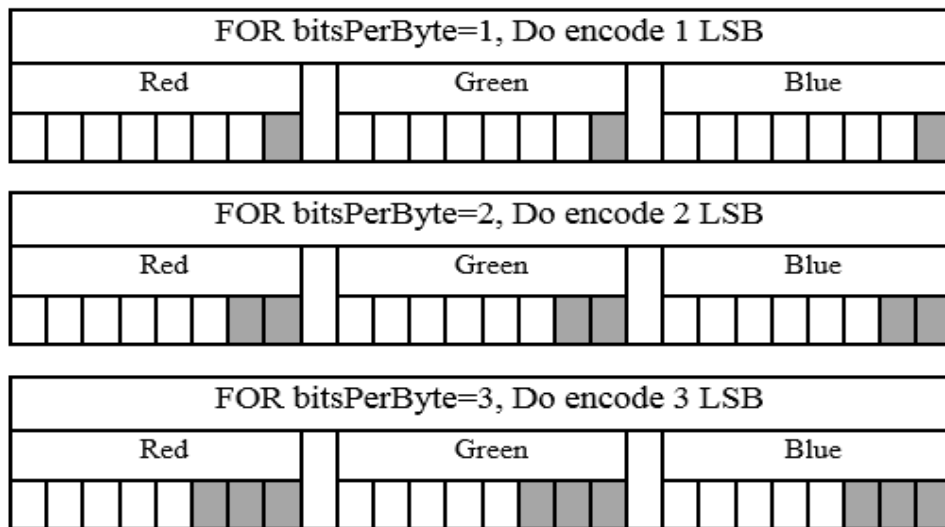 FOR bitsPerByte=1, Do encode 1 LSB
Red Green Blue
FOR bitsPerByte=2, Do encode 2 LSB
Red Green Blue
FOR bitsPerByte=3, Do encode 3 LSB
Red Green Blue